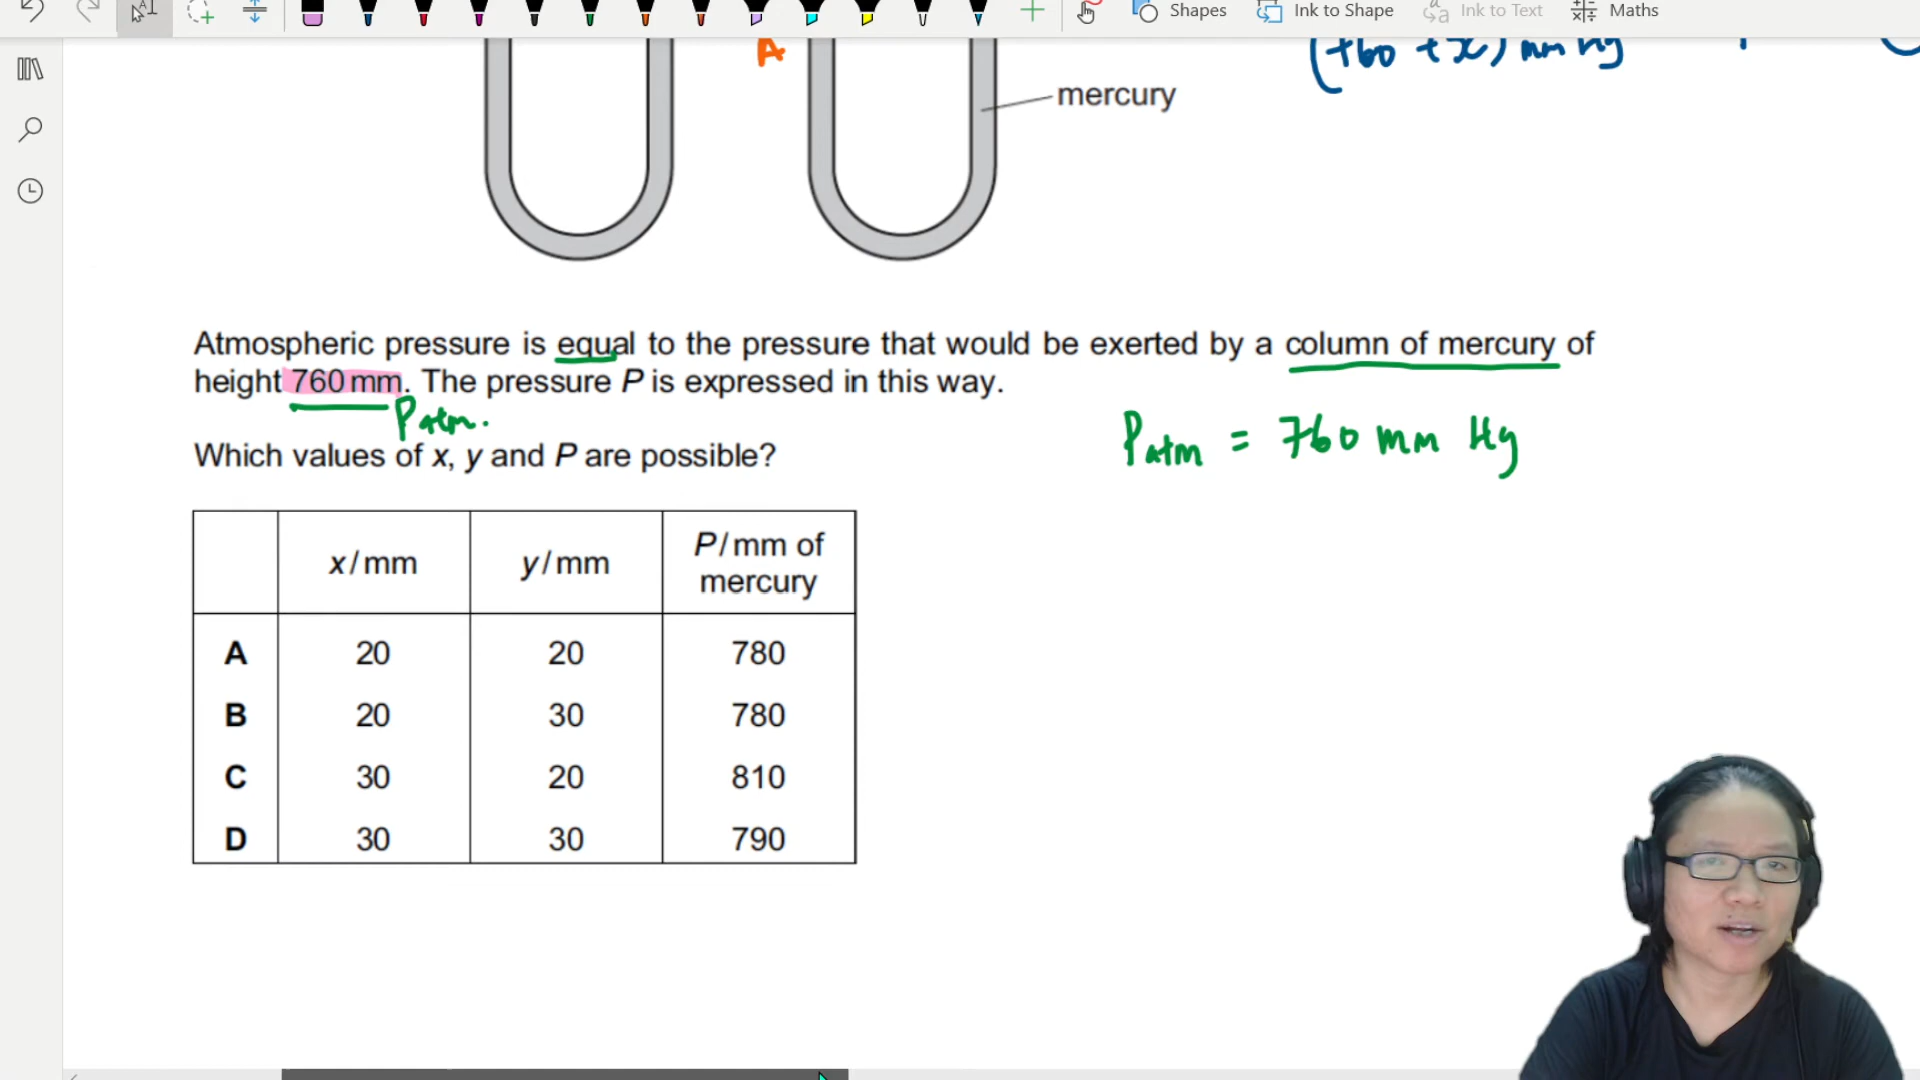 Shapes
Ink to Shape
Ink to Text
Maths
A
(760 + x) mm Hg
mercury
Atmospheric pressure is equal to the pressure that would be exerted by a column of mercury of
height 760 mm. The pressure P is expressed in this way.
Patm.
Patm = 760 mm Hg
Which values of x, y and P are possible?
x/mm y/mm P/mm of mercury
A 20 20 780
B 20 30 780
C 30 20 810
D 30 30 790